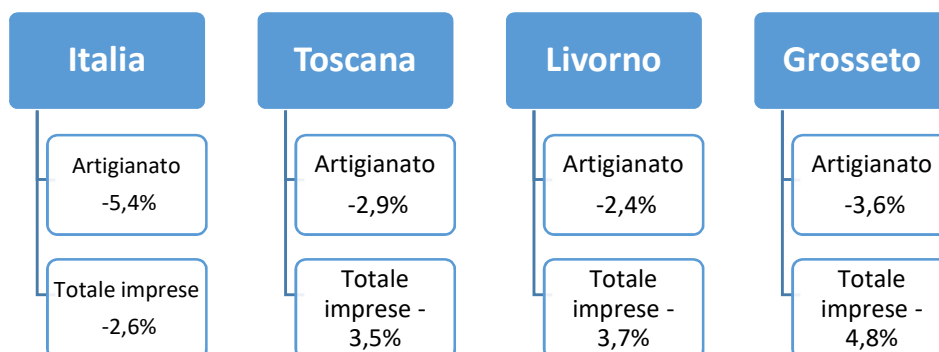 Italia
Artigianato
-5,4%
Totale imprese
-2,6%
Toscana
Artigianato
-2,9%
Totale
imprese -
3,5%
Livorno
Artigianato
-2,4%
Totale
imprese -
3,7%
Grosseto
Artigianato
-3,6%
Totale
imprese -
4,8%